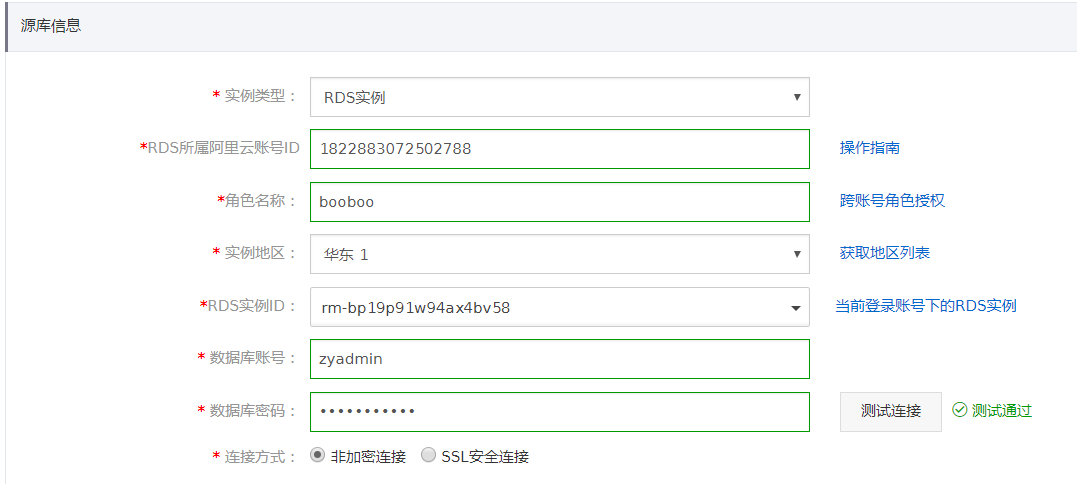 源库信息
* 实例类型： RDS实例
*RDS所属阿里云账号ID 1822883072502788 操作指南
*角色名称： booboo 跨账号角色授权
* 实例地区： 华东 1 获取地区列表
*RDS实例ID： rm-bp19p91w94ax4bv58 当前登录账号下的RDS实例
* 数据库账号： zyadmin
* 数据库密码： ••••••••••• 测试连接 测试通过
* 连接方式： 非加密连接 SSL安全连接